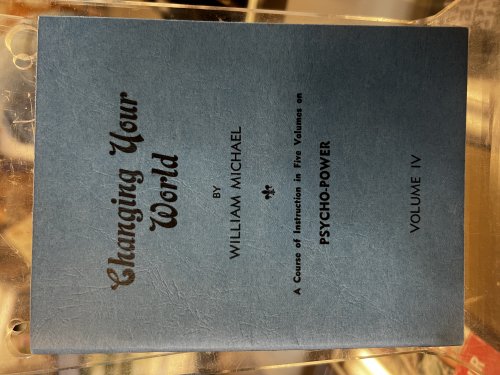 Changing Your
World
BY
WILLIAM MICHAEL
A Course of Instruction in Five Volumes on
PSYCHO-POWER
VOLUME IV